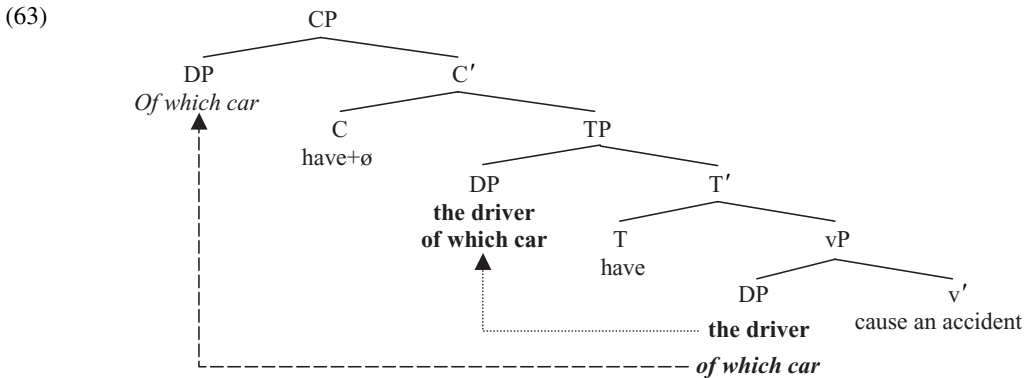 (63)
CP
DP C′
Of which car
C TP
have+ø
DP T′
the driver
of which car T vP
have
DP v′
the driver cause an accident
of which car